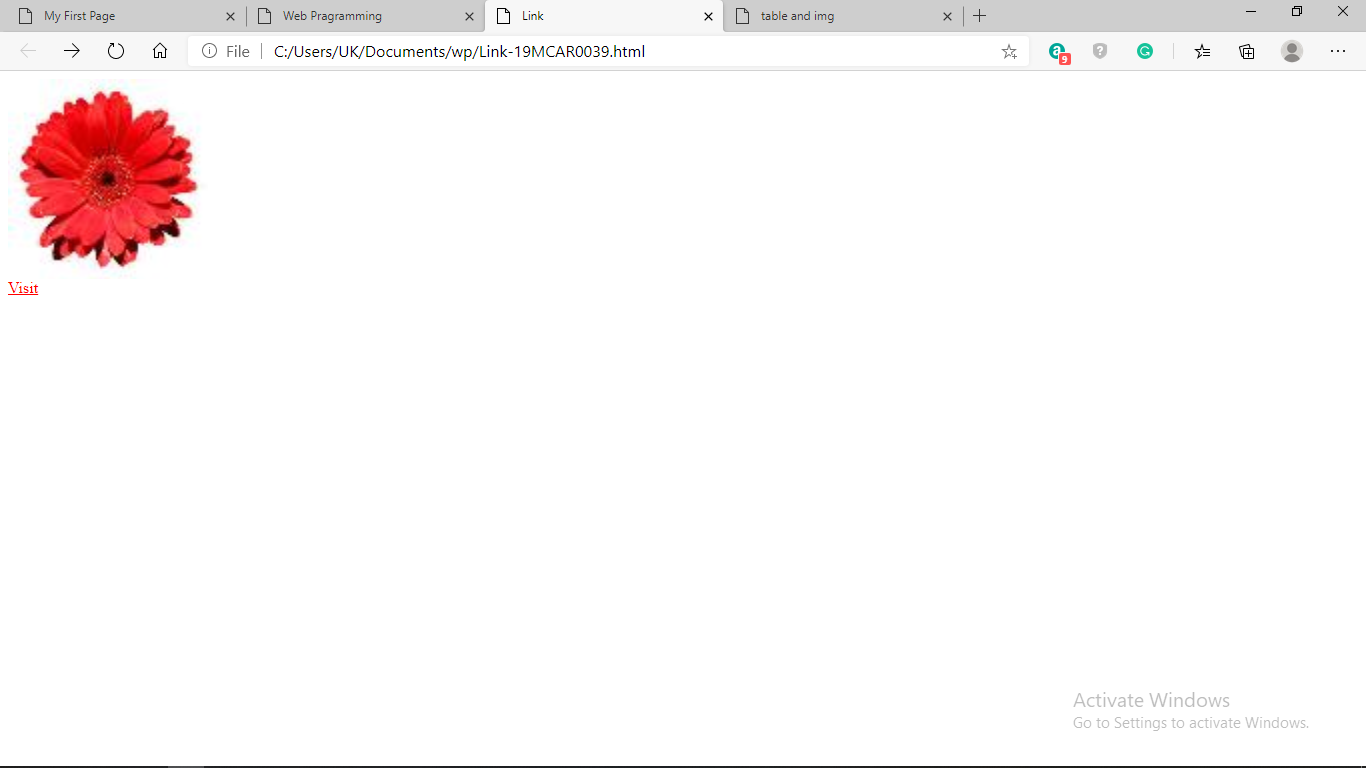 My First Page
Web Pragramming
Link
table and img
File
C:/Users/UK/Documents/wp/Link-19MCAR0039.html
a
9
?
G
Visit
Activate Windows
Go to Settings to activate Windows.